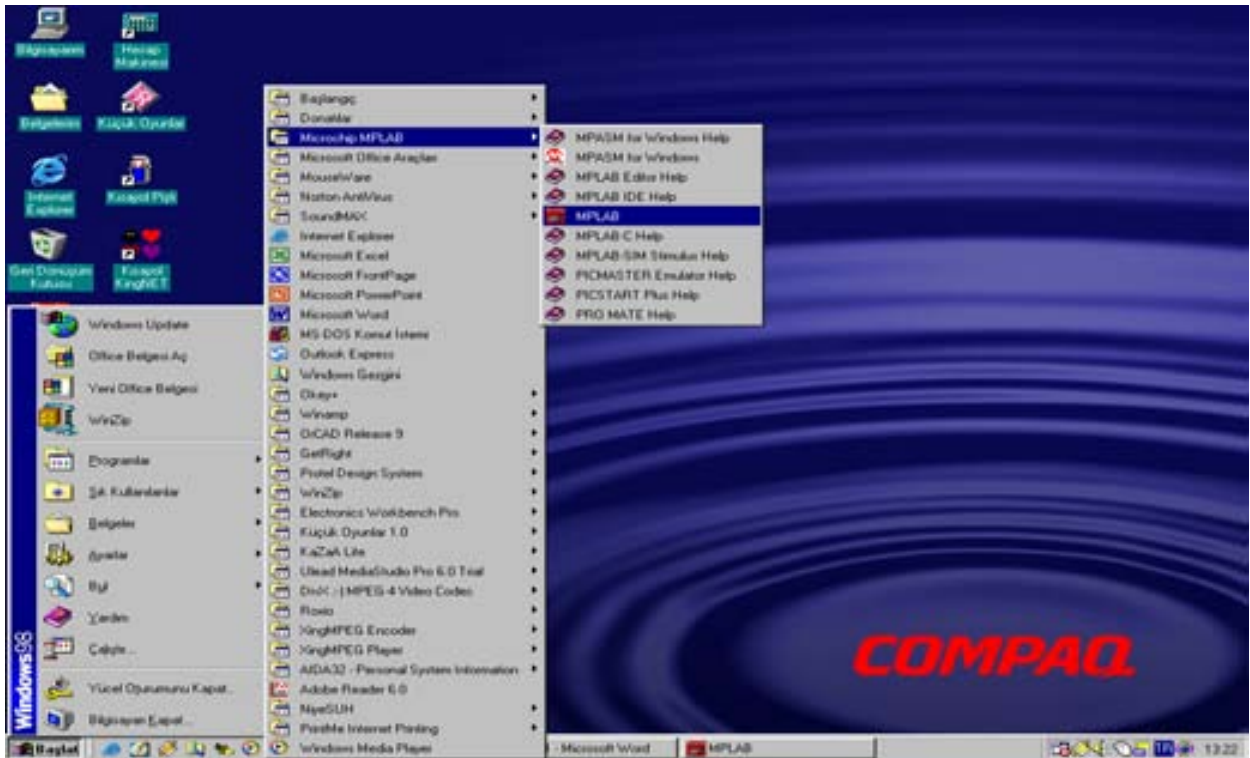 Bilgisayarım
Hesap
Makinesi
Belgelerim
Küçük Oyunlar
Internet
Explorer
Kısayol Pişti
Geri Dönüşüm
Kutusu
Kısayol
KingNET
Başlangıç
Donatılar
Microchip MPLAB
Microsoft Office Araçları
MouseWare
Norton AntiVirus
SoundMAX
Internet Explorer
Microsoft Excel
Microsoft FrontPage
Microsoft PowerPoint
Microsoft Word
MS-DOS Komut İstemi
Outlook Express
Windows Gezgini
Okay+
Winamp
OrCAD Release 9
GetRight
Protel Design System
WinZip
Electronics Workbench Pro
Küçük Oyunlar 1.0
KaZaA Lite
Ulead MediaStudio Pro 6.0 Trial
DivX ;-) MPEG-4 Video Codec
Roxio
XingMPEG Encoder
XingMPEG Player
AIDA32 - Personal System Information
Adobe Reader 6.0
PrintMe Internet Printing
Windows Media Player
MPASM for Windows Help
MPASM for Windows
MPLAB Editor Help
MPLAB IDE Help
MPLAB
MPLAB-C Help
MPLAB-SIM Stimulus Help
PICMASTER Emulator Help
PICSTART Plus Help
PRO MATE Help
Windows Update
Office Belgesi Aç
Yeni Office Belgesi
WinZip
Programlar
Sık Kullanılanlar
Belgeler
Ayarlar
Bul
Yardım
Çalıştır...
Yücel Oturumunu Kapat...
Bilgisayarı Kapat...
Windows98
COMPAQ
Başlat
- Microsoft Word
MPLAB
TR
13:22